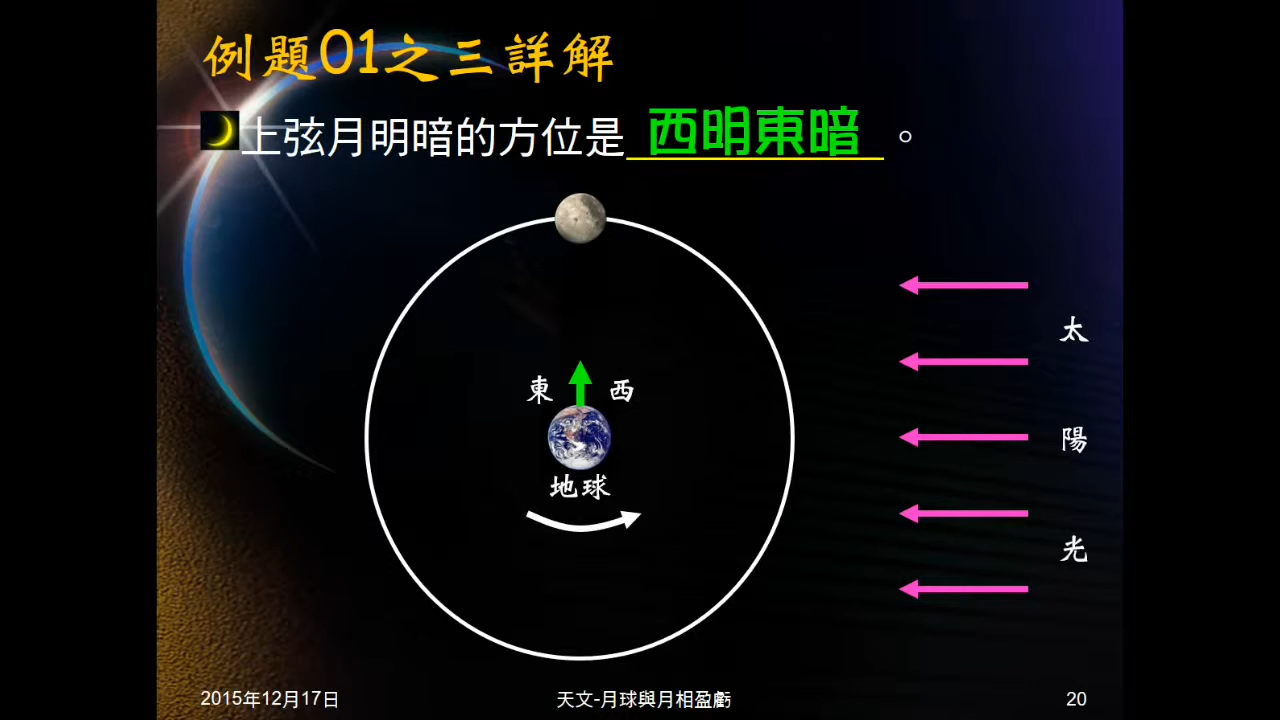 例題01之三詳解
上弦月明暗的方位是 西明東暗 。
東 西
地球
太
陽
光
2015年12月17日 天文-月球與月相盈虧 20